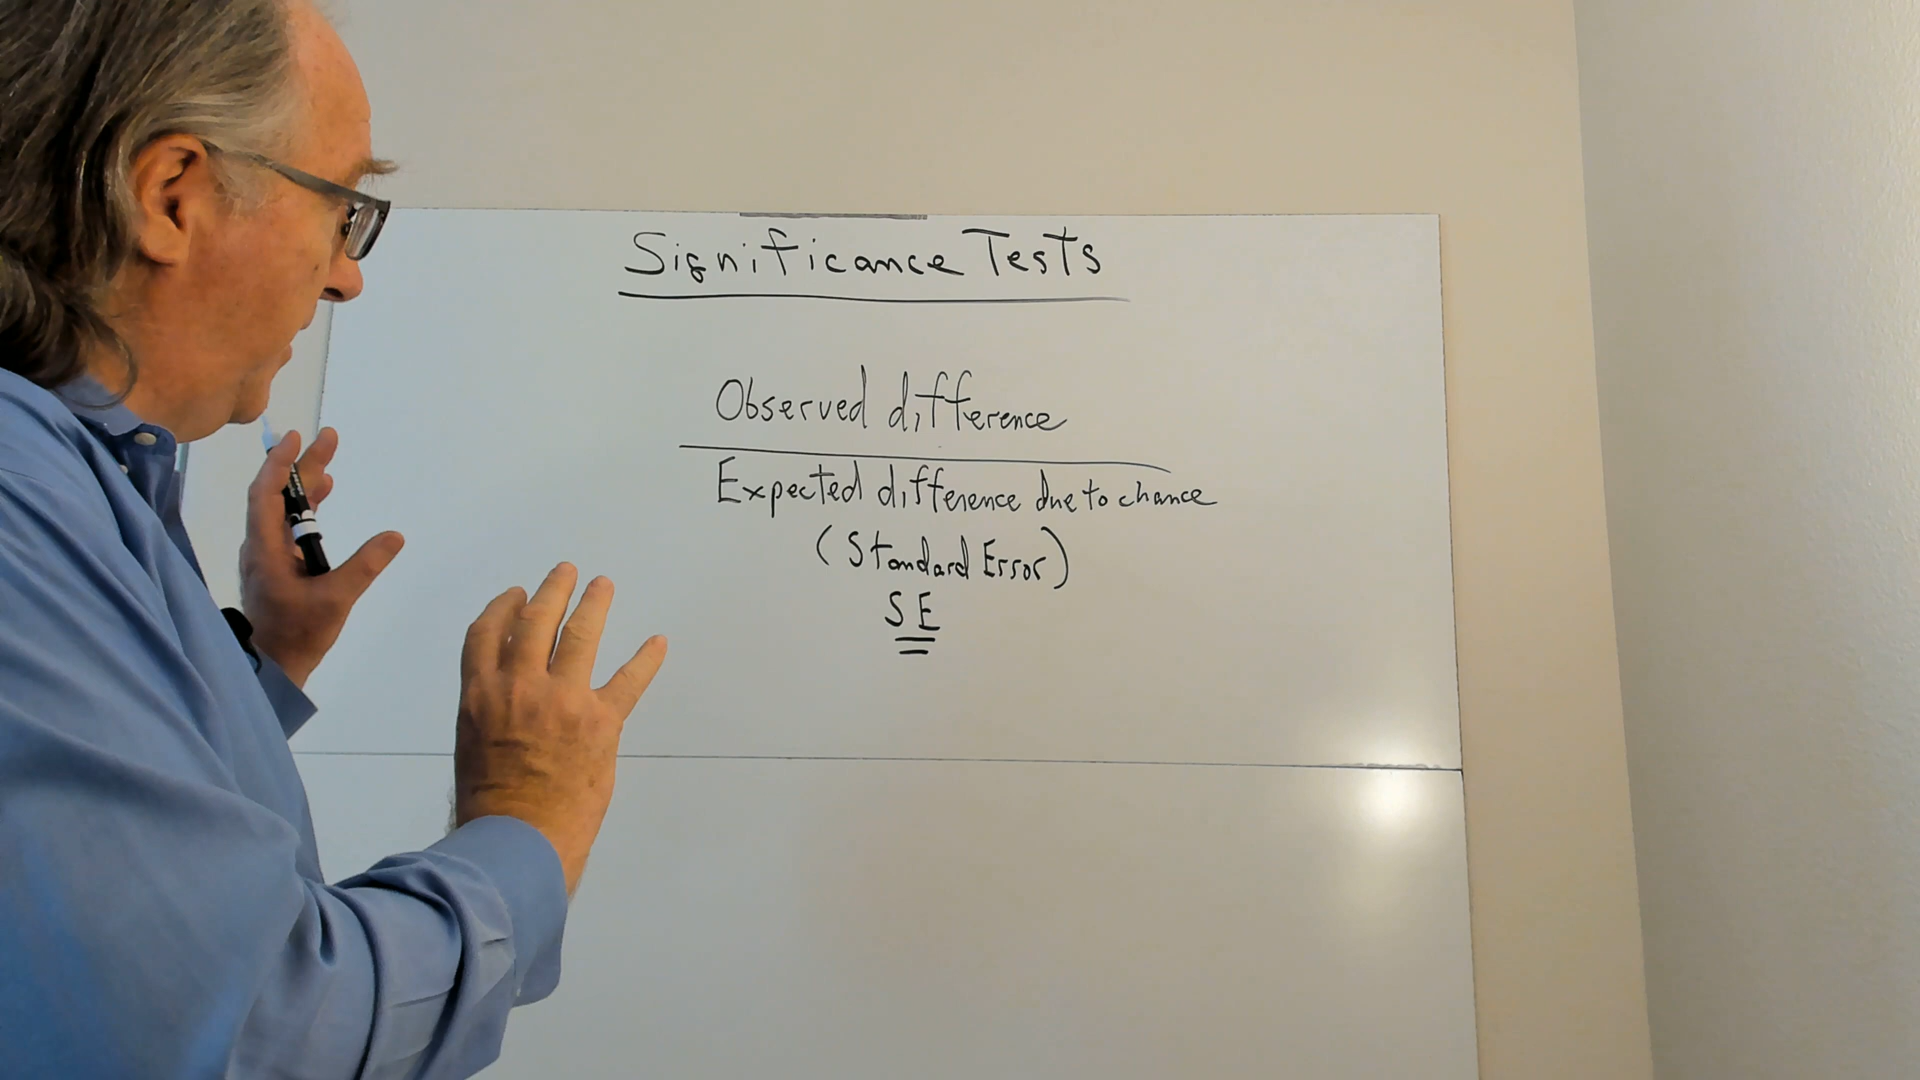 Significance Tests
Observed difference
Expected difference due to chance
(Standard Error)
SE